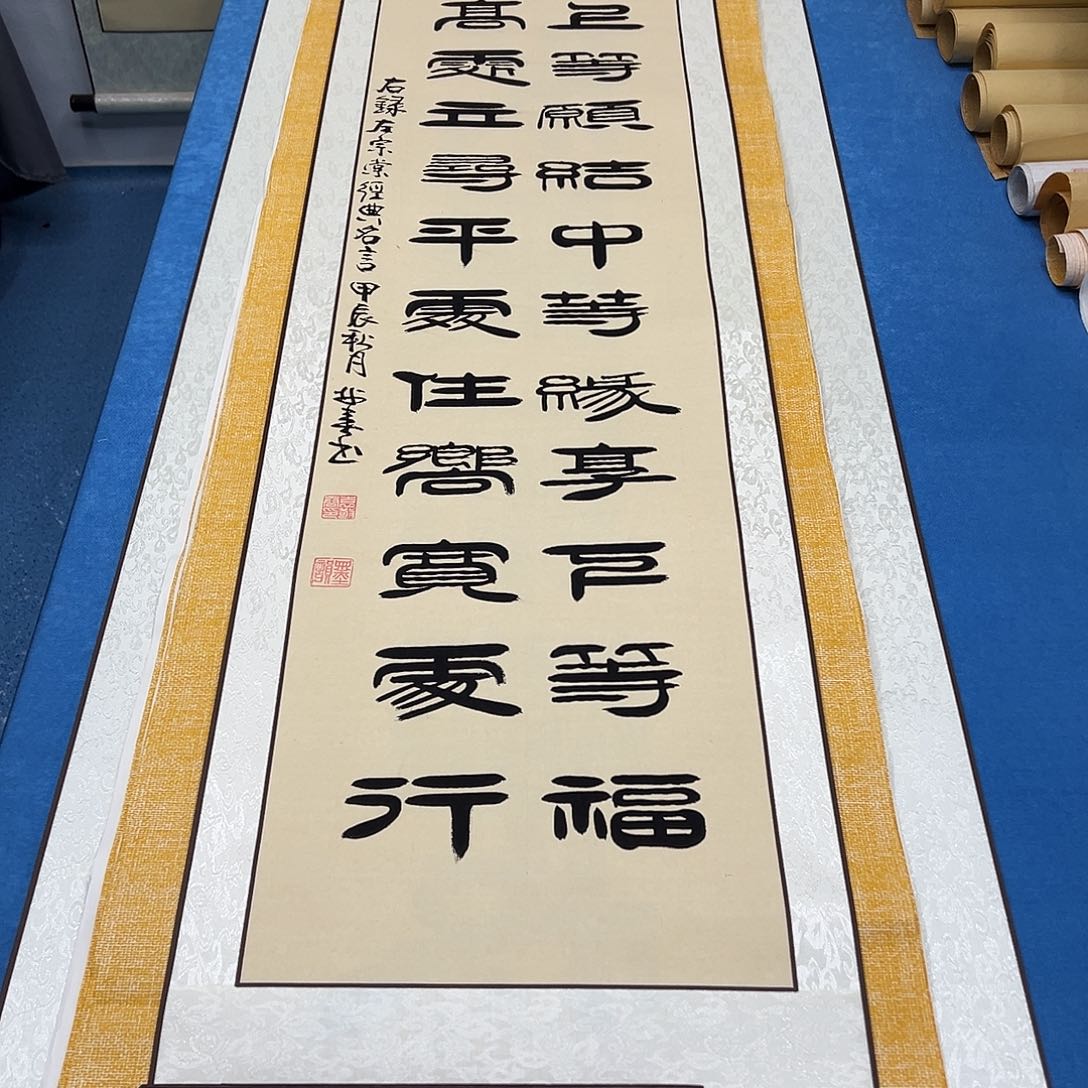 上等願結中等緣享下等福
高處立尋平處住嚮寬處行
右録左宗棠經典名言甲辰秋月